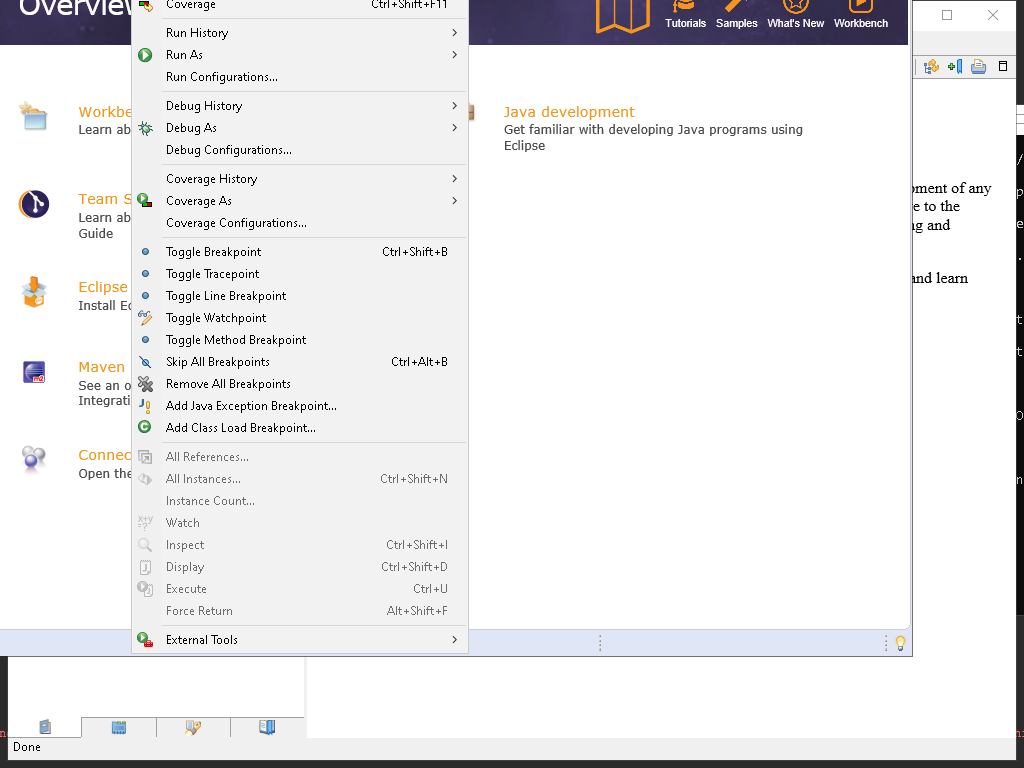 Overview
Coverage Ctrl+Shift+F11
Tutorials Samples What's New Workbench
Run History
Run As
Run Configurations...
Debug History
Debug As
Debug Configurations...
Coverage History
Coverage As
Coverage Configurations...
Toggle Breakpoint Ctrl+Shift+B
Toggle Tracepoint
Toggle Line Breakpoint
Toggle Watchpoint
Toggle Method Breakpoint
Skip All Breakpoints Ctrl+Alt+B
Remove All Breakpoints
Add Java Exception Breakpoint...
Add Class Load Breakpoint...
All References...
All Instances... Ctrl+Shift+N
Instance Count...
Watch
Inspect Ctrl+Shift+I
Display Ctrl+Shift+D
Execute Ctrl+U
Force Return Alt+Shift+F
External Tools
Workbe
Learn ab
Team S
Learn ab
Guide
Eclipse
Install Ec
Maven
See an o
Integrati
Connec
Open the
Java development
Get familiar with developing Java programs using
Eclipse
pment of any
e to the
g and
and learn
Done